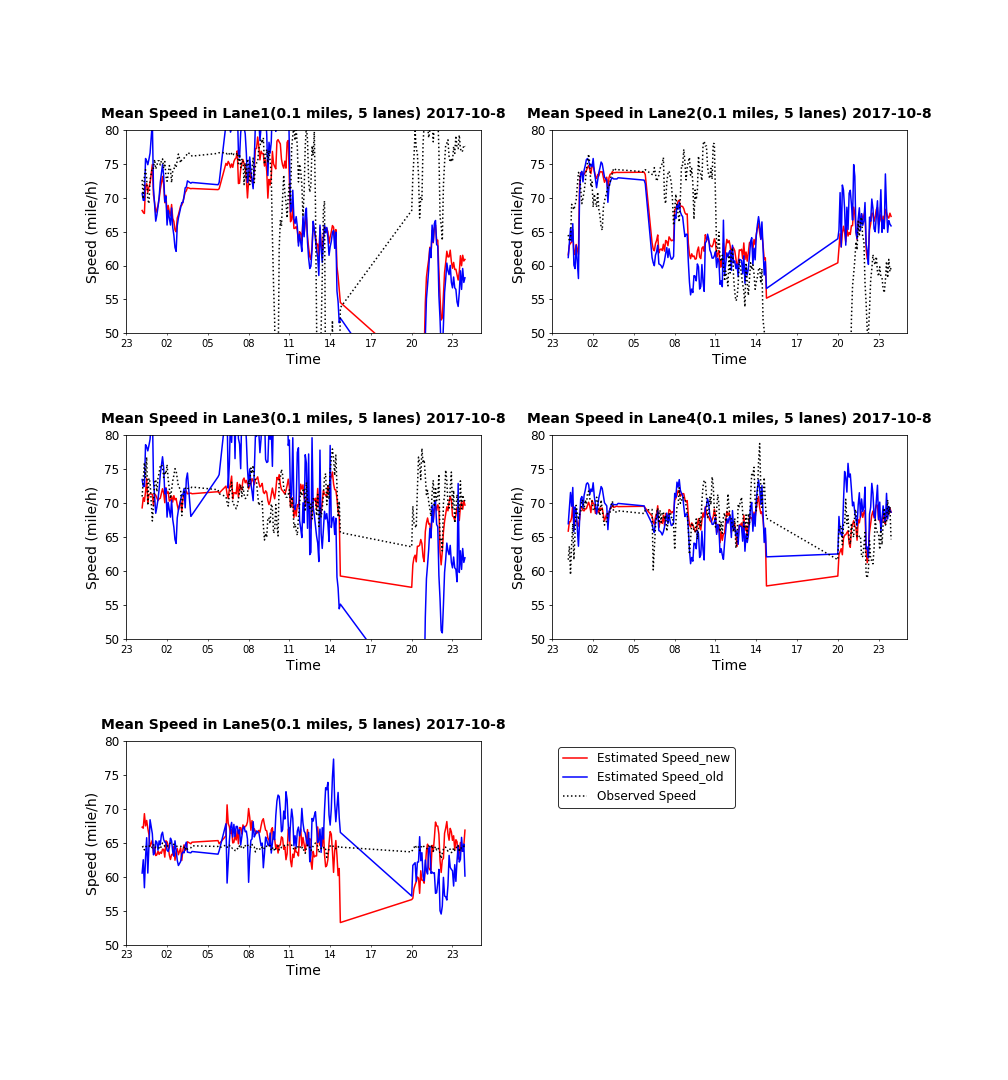 Mean Speed in Lane1(0.1 miles, 5 lanes) 2017-10-8
80
75
70
65
60
55
50
Speed (mile/h)
23 02 05 08 11 14 17 20 23
Time
Mean Speed in Lane2(0.1 miles, 5 lanes) 2017-10-8
80
75
70
65
60
55
50
Speed (mile/h)
23 02 05 08 11 14 17 20 23
Time
Mean Speed in Lane3(0.1 miles, 5 lanes) 2017-10-8
80
75
70
65
60
55
50
Speed (mile/h)
23 02 05 08 11 14 17 20 23
Time
Mean Speed in Lane4(0.1 miles, 5 lanes) 2017-10-8
80
75
70
65
60
55
50
Speed (mile/h)
23 02 05 08 11 14 17 20 23
Time
Mean Speed in Lane5(0.1 miles, 5 lanes) 2017-10-8
80
75
70
65
60
55
50
Speed (mile/h)
23 02 05 08 11 14 17 20 23
Time
Estimated Speed_new
Estimated Speed_old
Observed Speed